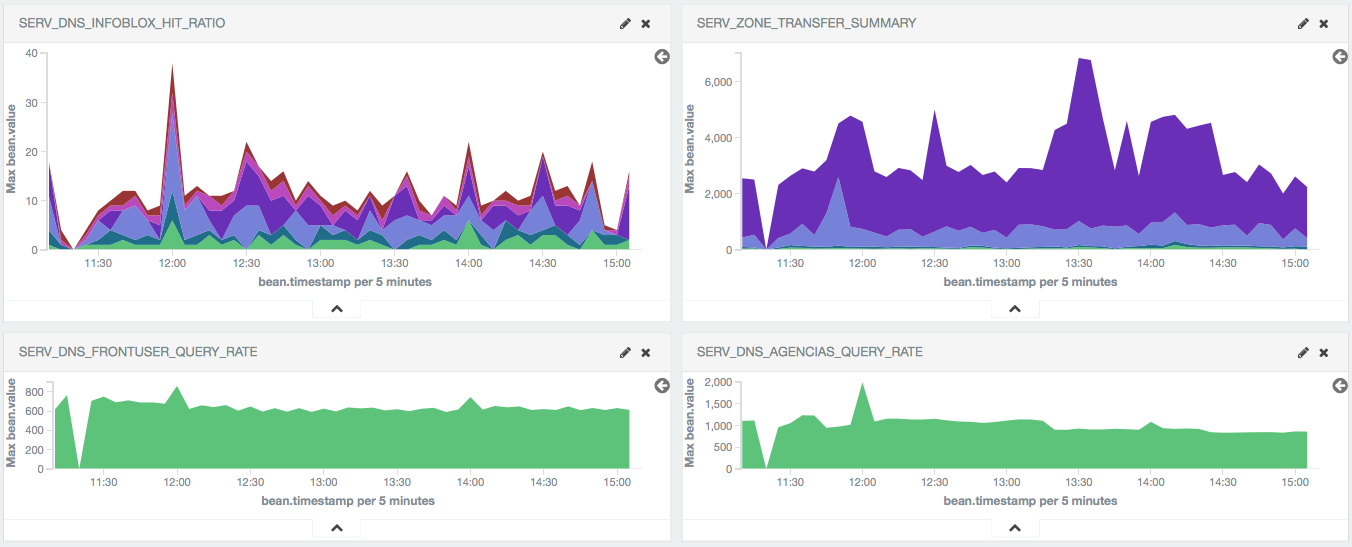 SERV_DNS_INFOBLOX_HIT_RATIO
Max bean.value
40
30
20
10
0
11:30 12:00 12:30 13:00 13:30 14:00 14:30 15:00
bean.timestamp per 5 minutes
SERV_ZONE_TRANSFER_SUMMARY
Max bean.value
6,000
4,000
2,000
0
11:30 12:00 12:30 13:00 13:30 14:00 14:30 15:00
bean.timestamp per 5 minutes
SERV_DNS_FRONTUSER_QUERY_RATE
Max bean.value
800
600
400
200
0
11:30 12:00 12:30 13:00 13:30 14:00 14:30 15:00
bean.timestamp per 5 minutes
SERV_DNS_AGENCIAS_QUERY_RATE
Max bean.value
2,000
1,500
1,000
500
0
11:30 12:00 12:30 13:00 13:30 14:00 14:30 15:00
bean.timestamp per 5 minutes